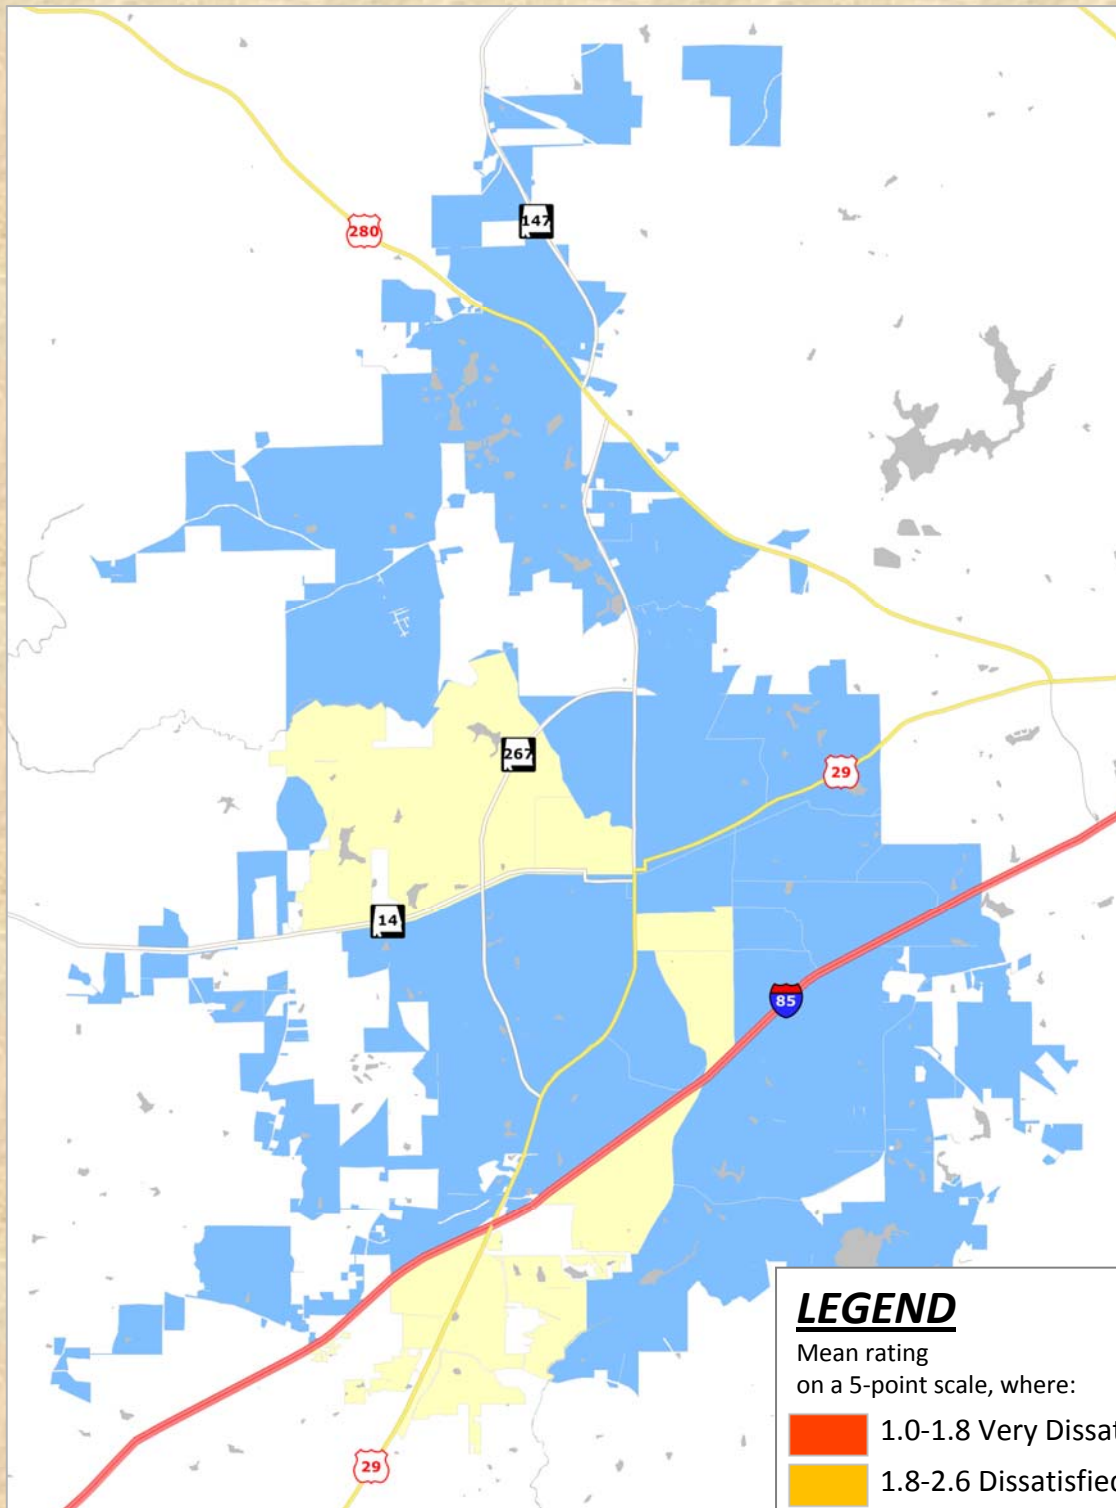 147
280
267
29
14
85
LEGEND
Mean rating
on a 5-point scale, where:
1.0-1.8 Very Dissat
1.8-2.6 Dissatisfied
29